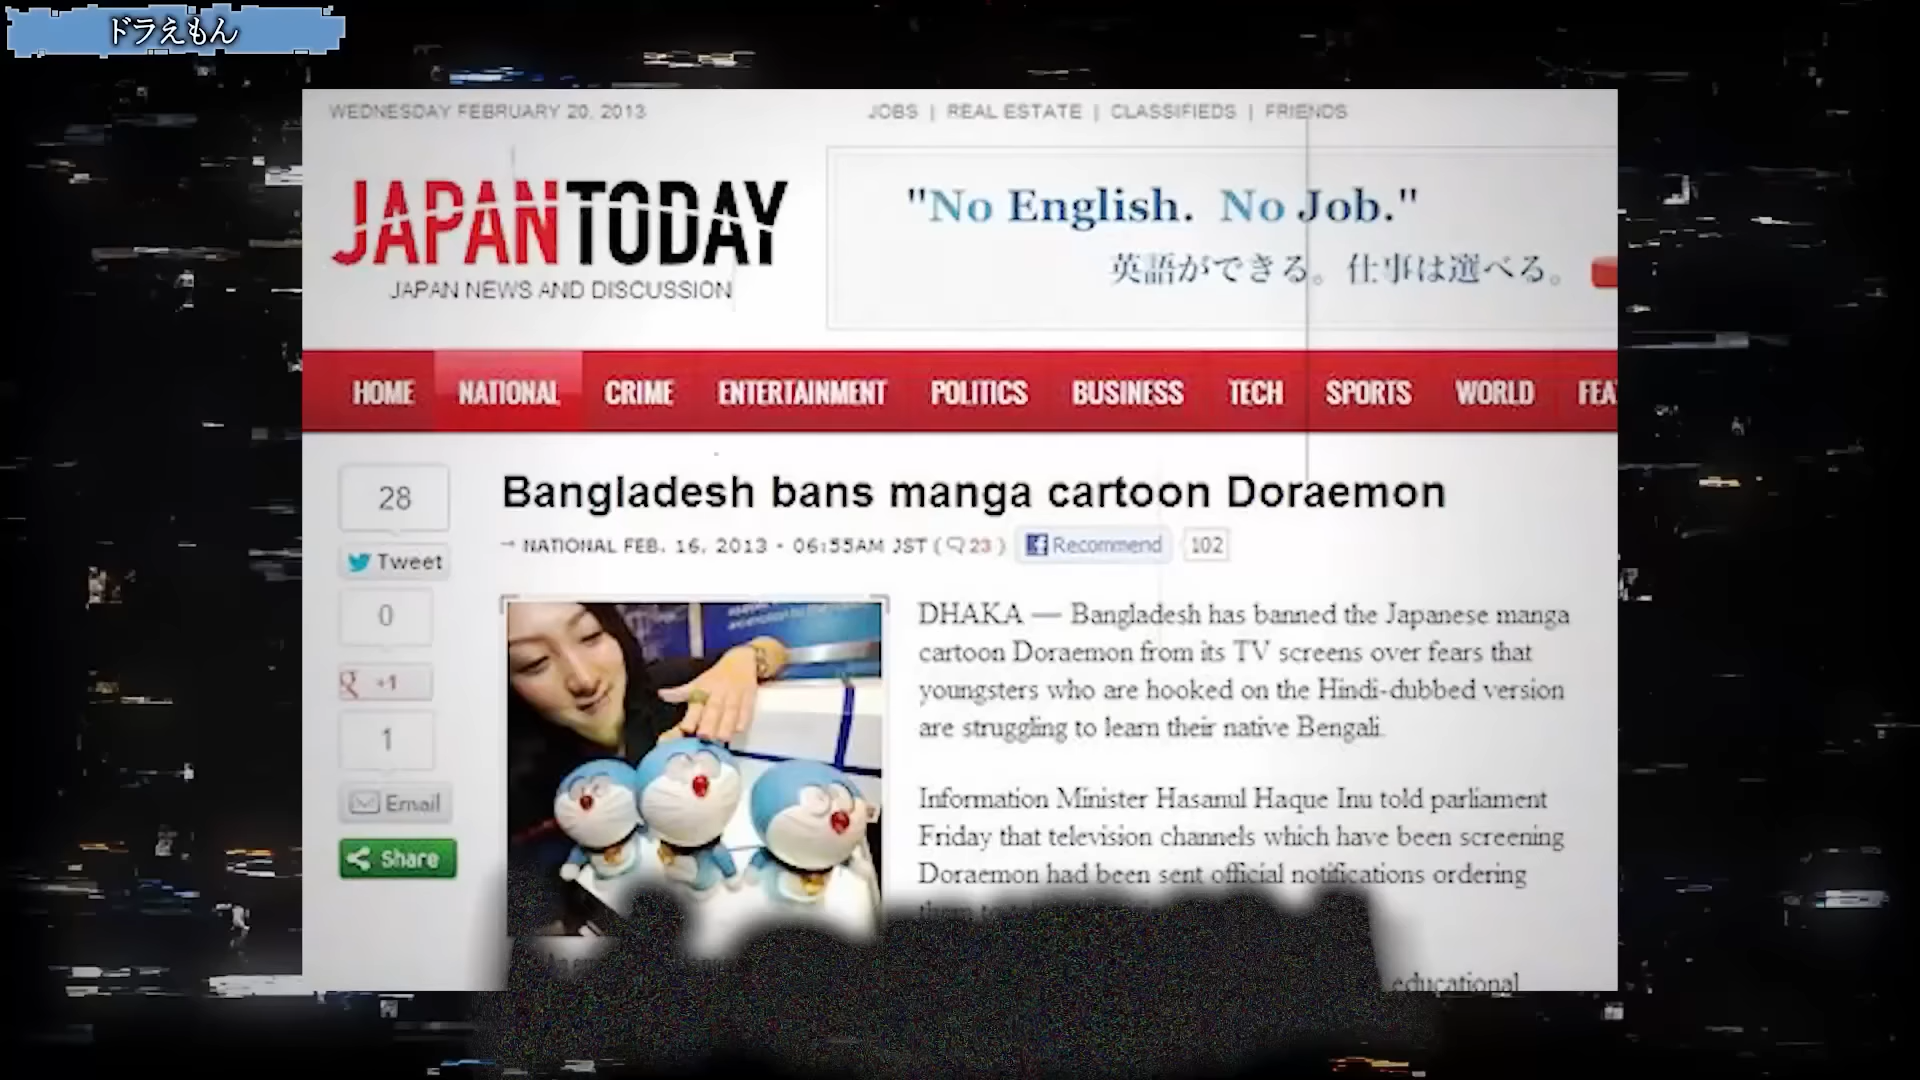 ドラえもん
WEDNESDAY FEBRUARY 20, 2013
JOBS | REAL ESTATE | CLASSIFIEDS | FRIENDS
JAPANTODAY
JAPAN NEWS AND DISCUSSION
"No English. No Job."
英語ができる。仕事は選べる。
HOME NATIONAL CRIME ENTERTAINMENT POLITICS BUSINESS TECH SPORTS WORLD FEA
28
Tweet
0
+1
1
Email
Share
Bangladesh bans manga cartoon Doraemon
NATIONAL FEB. 16, 2013 - 06:55AM JST ( 23 ) Recommend 102
DHAKA — Bangladesh has banned the Japanese manga
cartoon Doraemon from its TV screens over fears that
youngsters who are hooked on the Hindi-dubbed version
are struggling to learn their native Bengali.
Information Minister Hasanul Haque Inu told parliament
Friday that television channels which have been screening
Doraemon had been sent official notifications ordering
educational